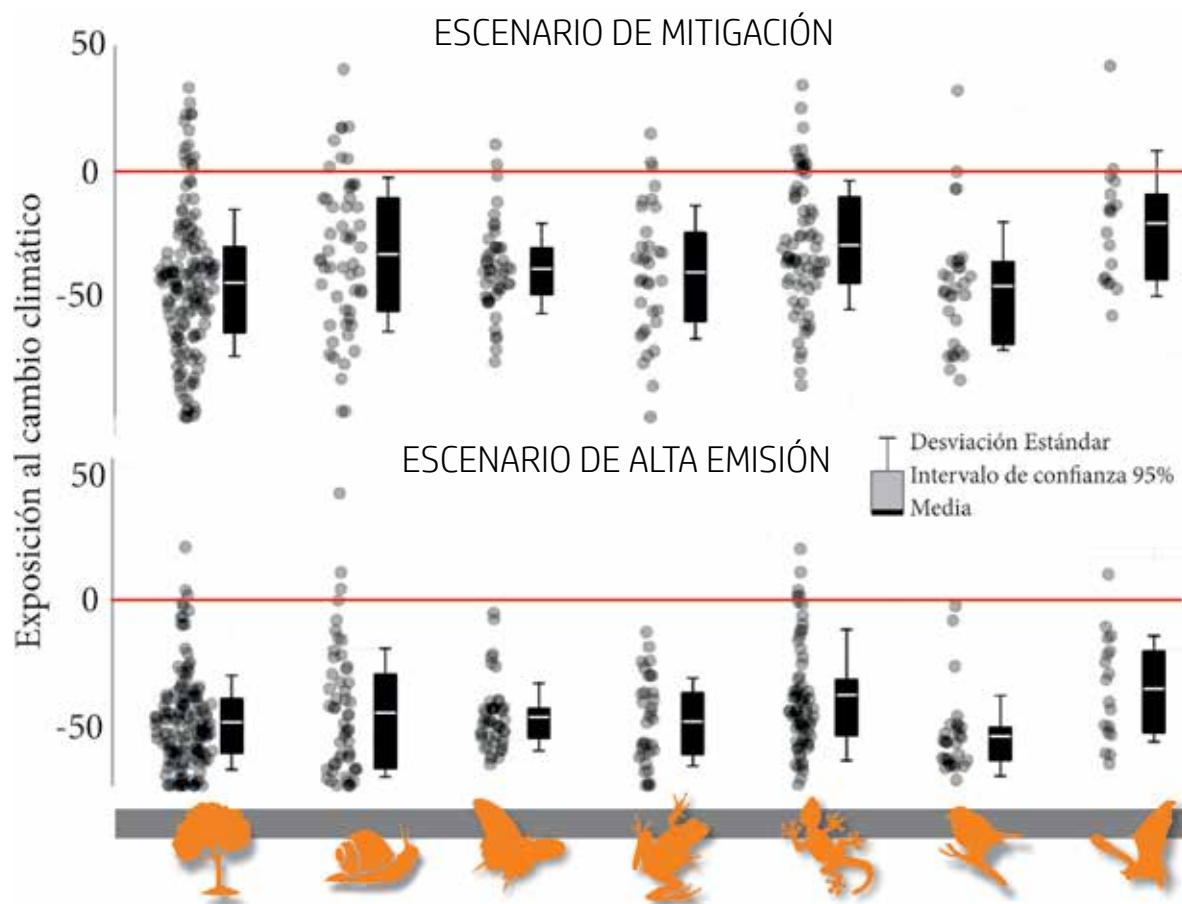 ESCENARIO DE MITIGACIÓN
50
0
-50
Exposición al cambio climático
ESCENARIO DE ALTA EMISIÓN
50
0
-50
Desviación Estándar
Intervalo de confianza 95%
Media